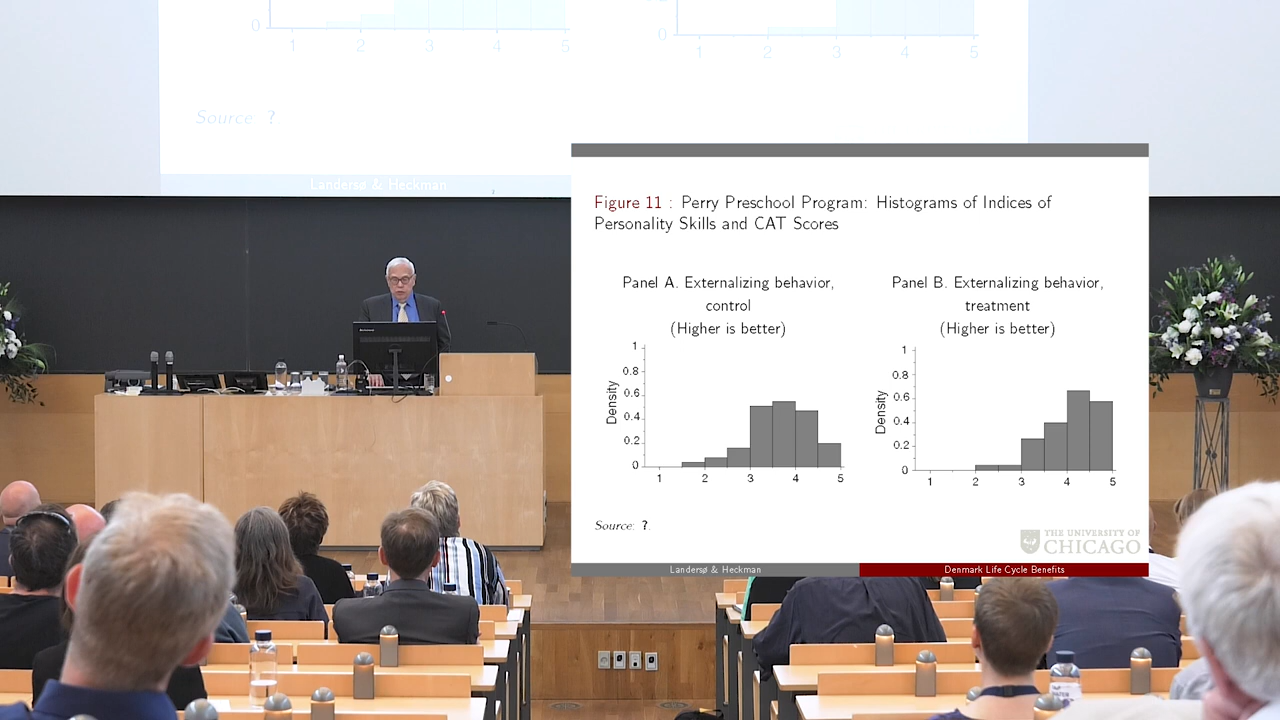 0
1 2 3 4 5
0
1 2 3 4 5
Source ?
Landersø & Heckman
Figure 11 : Perry Preschool Program: Histograms of Indices of
Personality Skills and CAT Scores
Panel A. Externalizing behavior,
control
(Higher is better)
Density
1
0.8
0.6
0.4
0.2
0
1 2 3 4 5
Panel B. Externalizing behavior,
treatment
(Higher is better)
Density
1
0.8
0.6
0.4
0.2
0
1 2 3 4 5
Source: ?.
THE UNIVERSITY OF
CHICAGO
Landersø & Heckman
Denmark Life Cycle Benefits